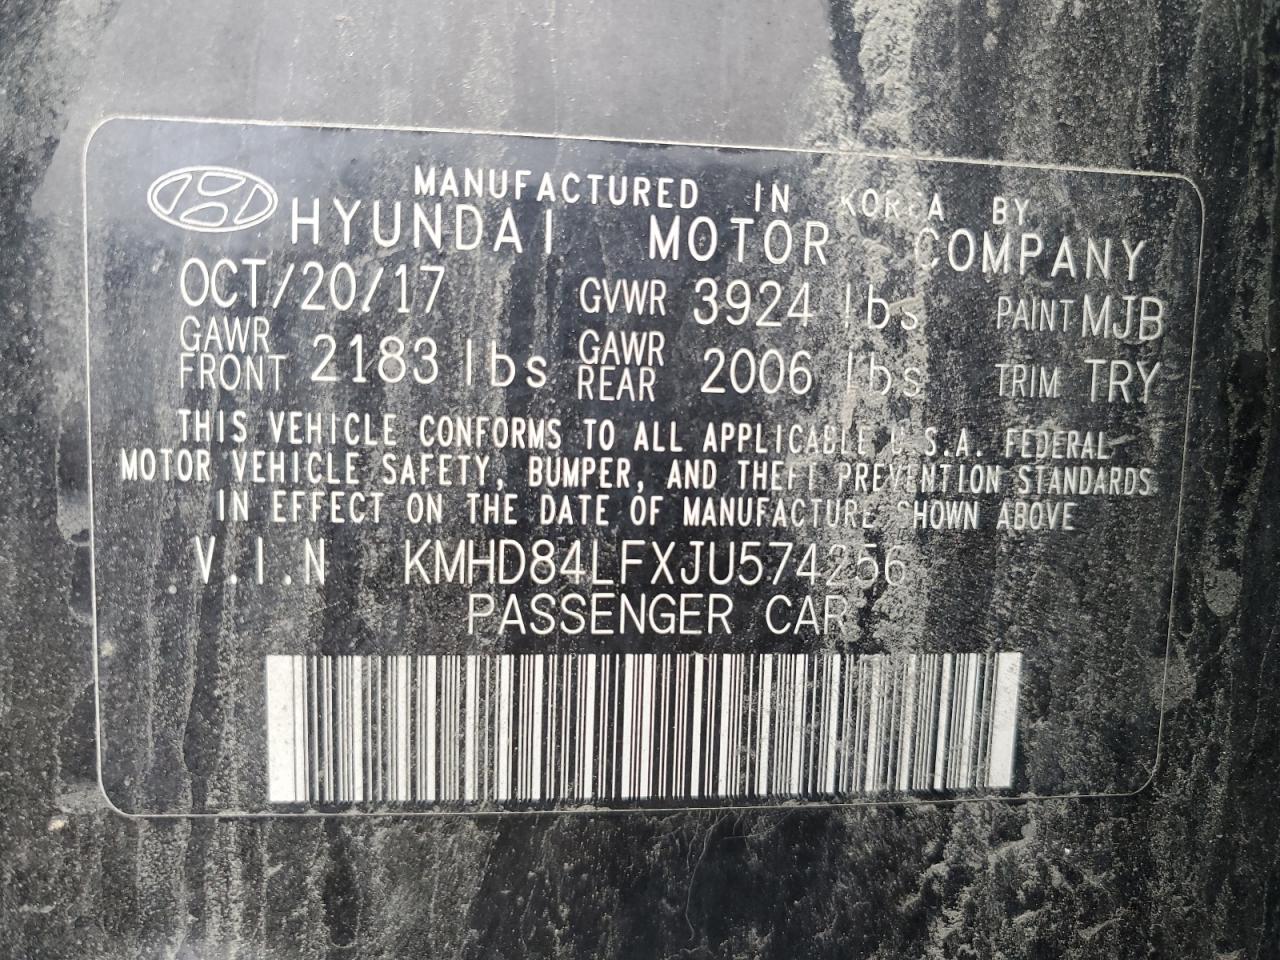 MANUFACTURED IN KOREA BY
HYUNDAI MOTOR COMPANY
OCT/20/17 GVWR 3924 lbs PAINT MJB
GAWR FRONT 2183 lbs GAWR REAR 2006 lbs TRIM TRY
THIS VEHICLE CONFORMS TO ALL APPLICABLE U.S.A. FEDERAL
MOTOR VEHICLE SAFETY, BUMPER, AND THEFT PREVENTION STANDARDS
IN EFFECT ON THE DATE OF MANUFACTURE SHOWN ABOVE
V.I.N KMHD84LFXJU574256
PASSENGER CAR